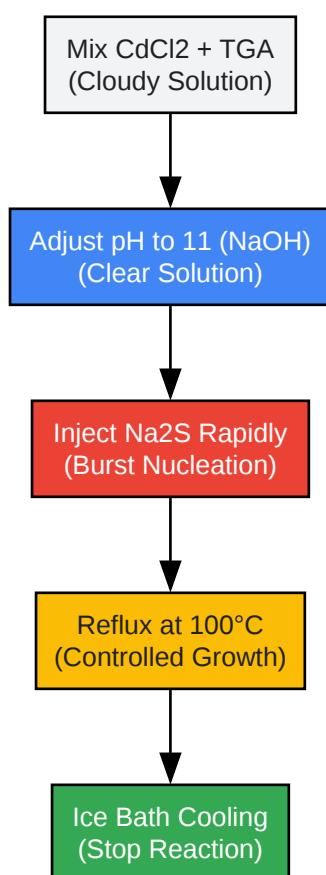 Mix CdCl2 + TGA
(Cloudy Solution)
Adjust pH to 11 (NaOH)
(Clear Solution)
Inject Na2S Rapidly
(Burst Nucleation)
Reflux at 100°C
(Controlled Growth)
Ice Bath Cooling
(Stop Reaction)